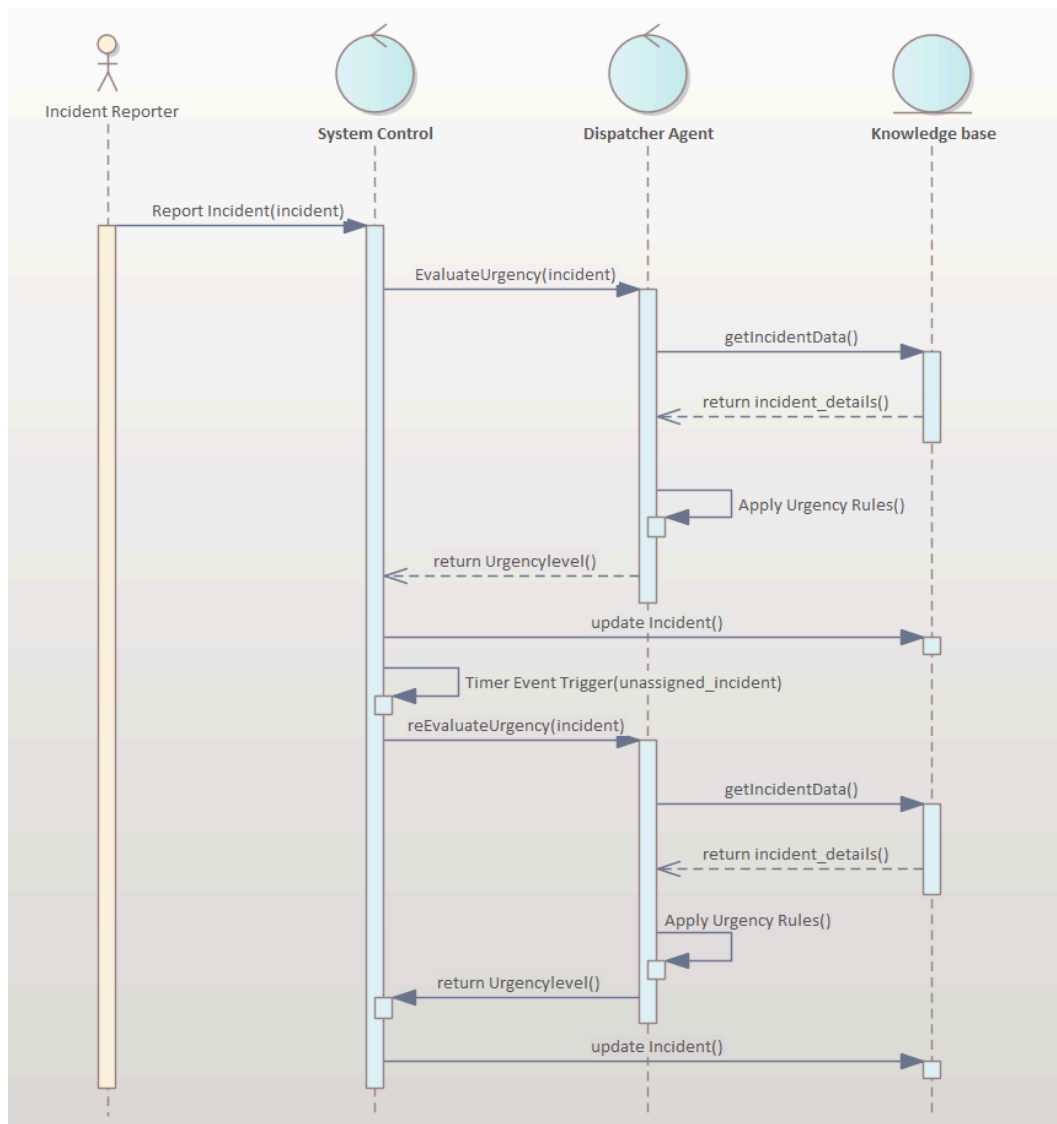 Incident Reporter
System Control
Dispatcher Agent
Knowledge base
Report Incident(incident)
EvaluateUrgency(incident)
getIncidentData()
return incident_details()
Apply Urgency Rules()
return Urgencylevel()
update Incident()
Timer Event Trigger(unassigned_incident)
reEvaluateUrgency(incident)
getIncidentData()
return incident_details()
Apply Urgency Rules()
return Urgencylevel()
update Incident()